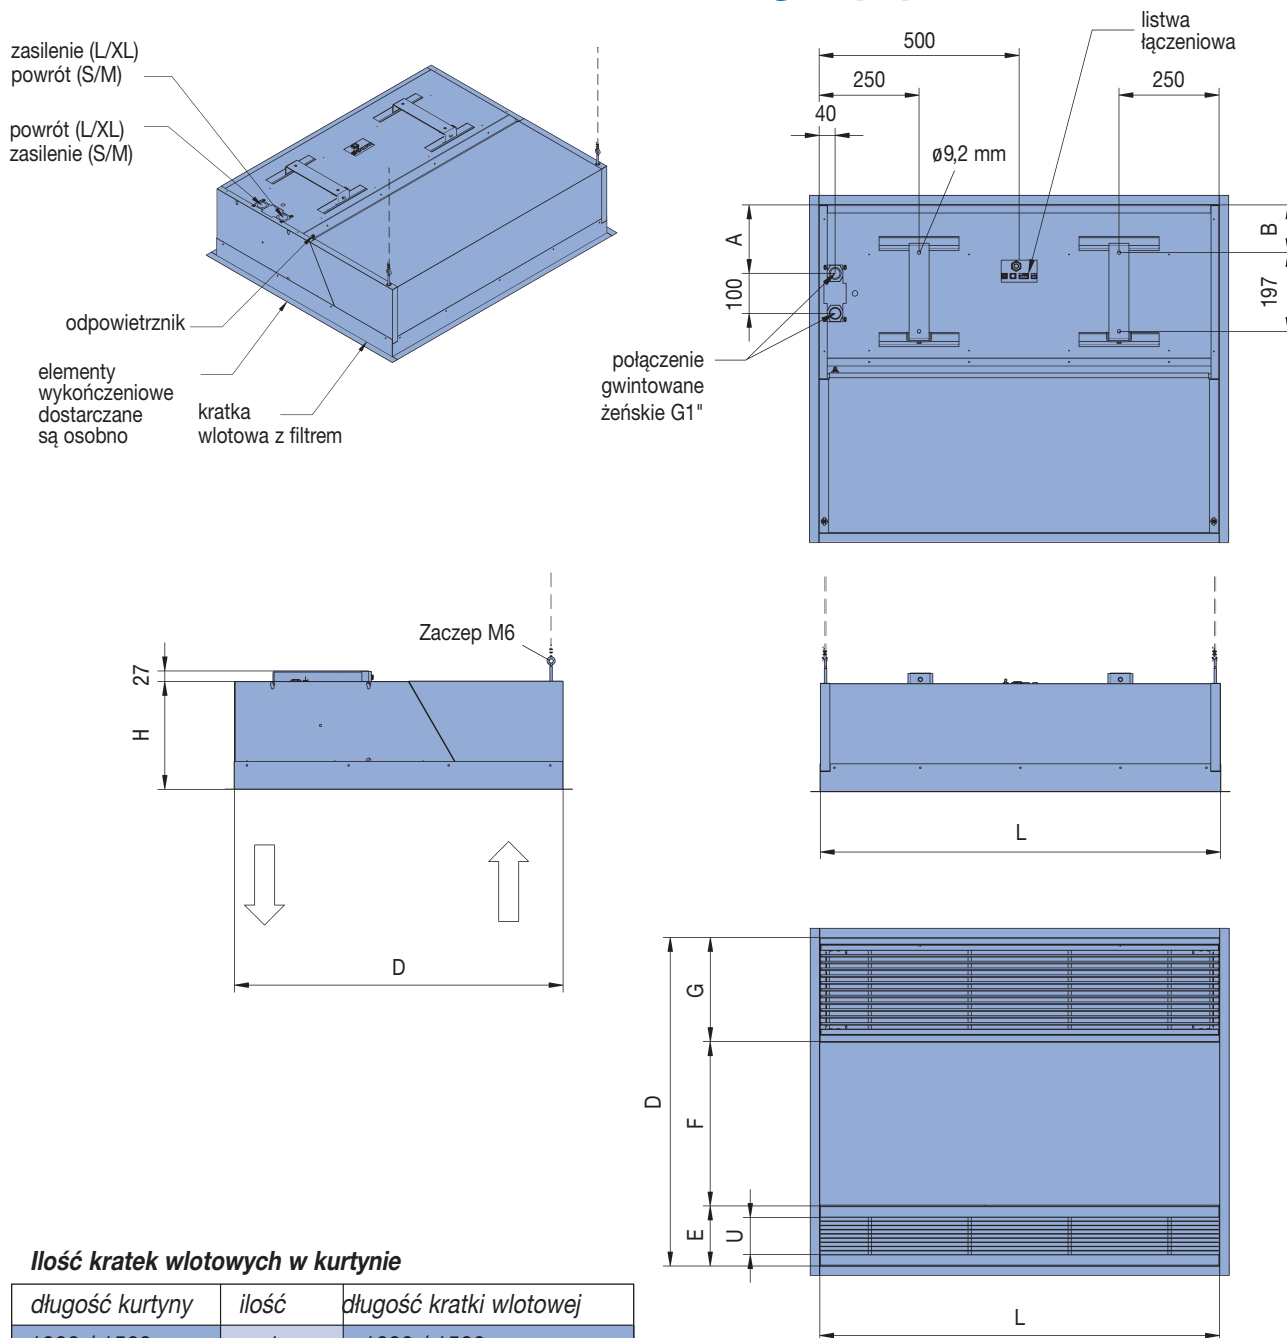 zasilenie (L/XL)
powrót (S/M)
powrót (L/XL)
zasilenie (S/M)
odpowietrznik
elementy
wykończeniowe
dostarczane
są osobno
kratka
wlotowa z filtrem
listwa
łączeniowa
500
250
250
40
ø9,2 mm
A
B
100
197
połączenie
gwintowane
żeńskie G1"
Zaczep M6
27
H
D
L
D
G
F
E
U
L
Ilość kratek wlotowych w kurtynie
długość kurtyny ilość długość kratki wlotowej